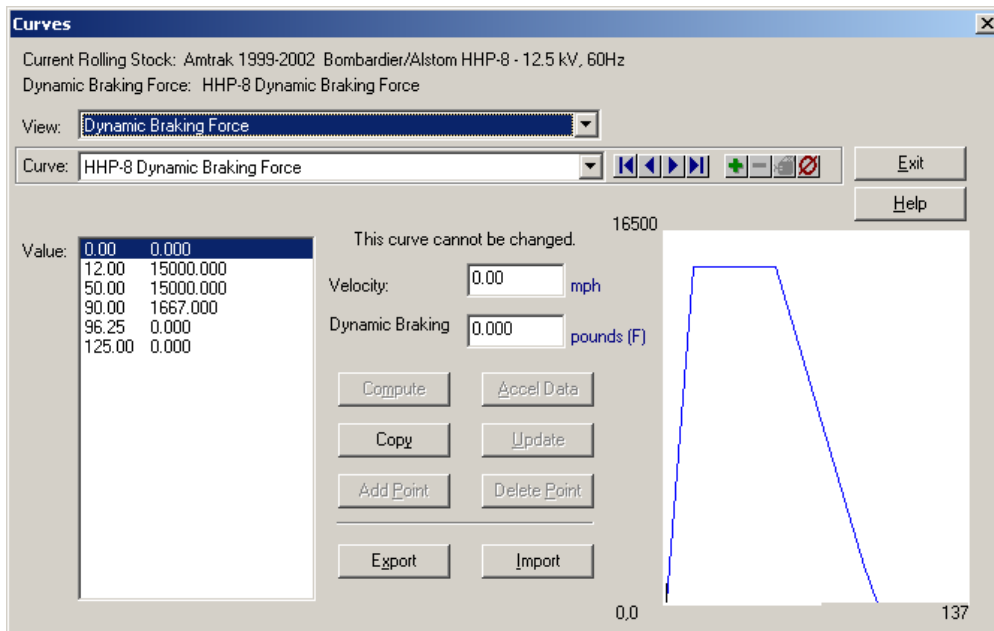 Curves
Current Rolling Stock: Amtrak 1999-2002 Bombardier/Alstom HHP-8 - 12.5 kV, 60Hz
Dynamic Braking Force: HHP-8 Dynamic Braking Force
View: Dynamic Braking Force
Curve: HHP-8 Dynamic Braking Force
Exit
Help
Value:
0.00 0.000
12.00 15000.000
50.00 15000.000
90.00 1667.000
96.25 0.000
125.00 0.000
This curve cannot be changed.
Velocity: 0.00 mph
Dynamic Braking 0.000 pounds (F)
Compute Accel Data
Copy Update
Add Point Delete Point
Export Import
16500
0,0 137